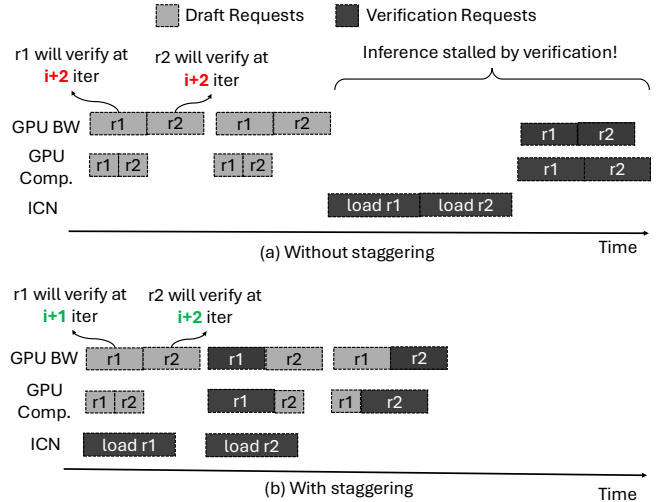 Draft Requests Verification Requests
r1 will verify at
i+2 iter
r2 will verify at
i+2 iter
Inference stalled by verification!
GPU BW r1 r2 r1 r2 r1 r2
GPU
Comp.
r1 r2 r1 r2 r1 r2
ICN load r1 load r2
Time
(a) Without staggering
r1 will verify at
i+1 iter
r2 will verify at
i+2 iter
GPU BW r1 r2 r1 r2 r1 r2
GPU
Comp.
r1 r2 r1 r2 r1 r2
ICN load r1 load r2
(b) With staggering
Time